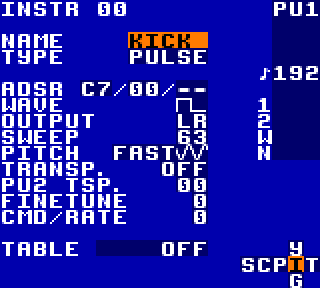 INSTR 00 PU1
NAME KICK
TYPE PULSE
♪192
ADSR C7/00/--
WAVE 1
OUTPUT LR 2
SWEEP 63 W
PITCH FAST N
TRANSP. OFF
PU2 TSP. 00
FINETUNE 0
CMD/RATE 0
TABLE OFF
Y
SCPITT
G